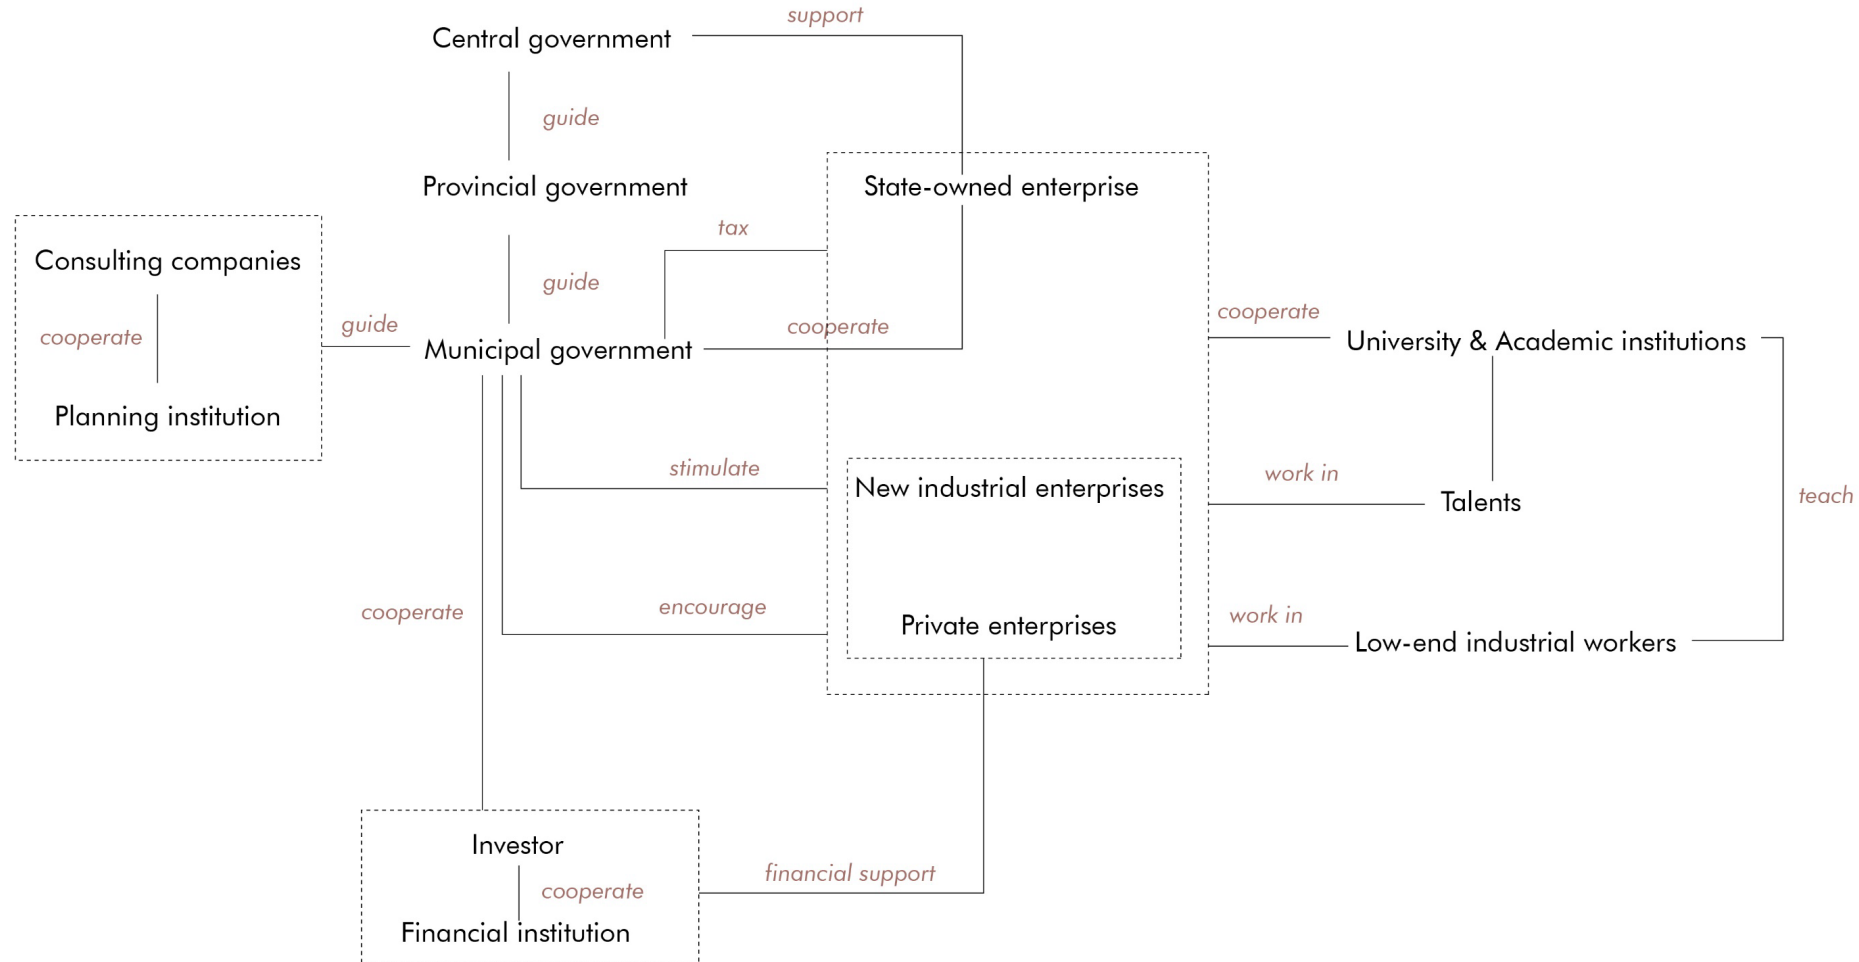 support
Central government
guide
Provincial government
State-owned enterprise
tax
Consulting companies
guide
cooperate
guide
cooperate
cooperate
Municipal government
University & Academic institutions
Planning institution
stimulate
New industrial enterprises
work in
Talents
teach
cooperate
encourage
Private enterprises
work in
Low-end industrial workers
Investor
financial support
cooperate
Financial institution